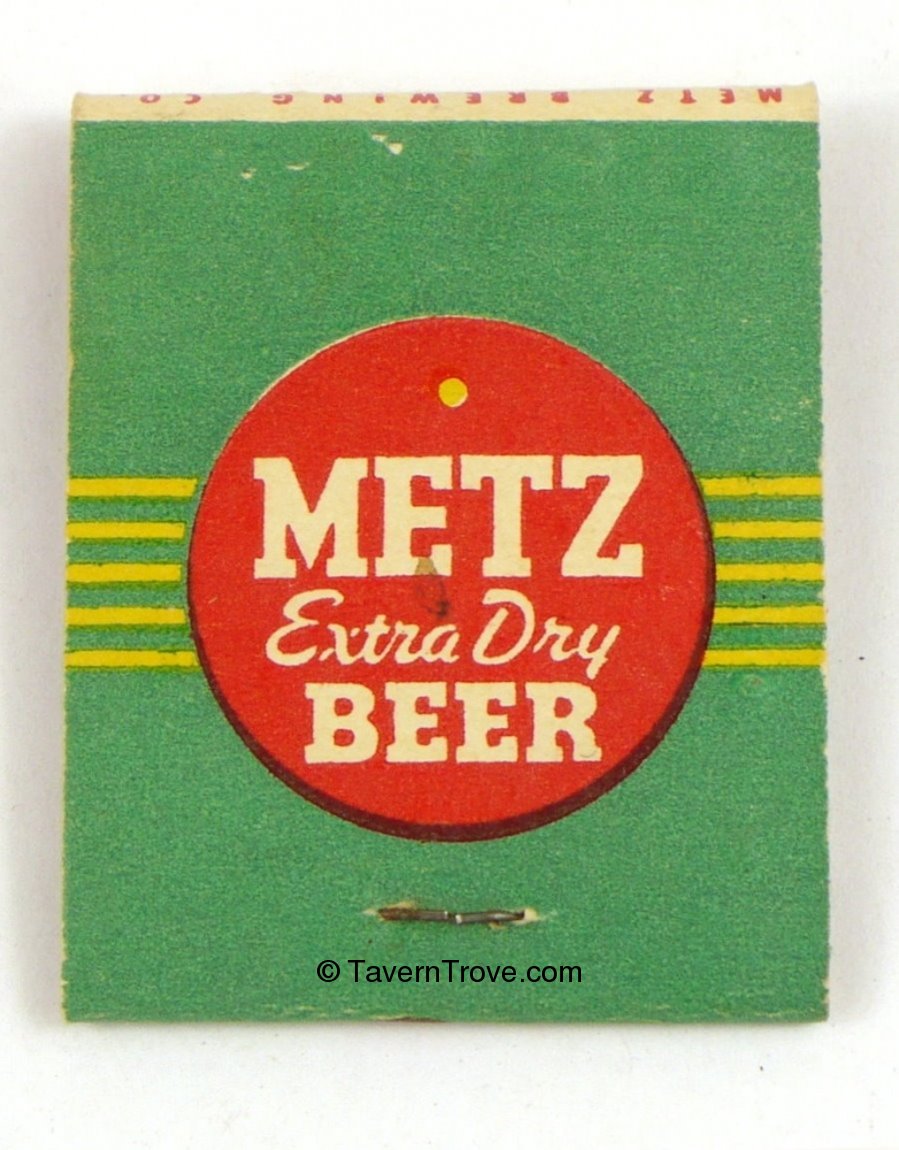 METZ BREWING CO
METZ
Extra Dry
BEER
© TavernTrove.com